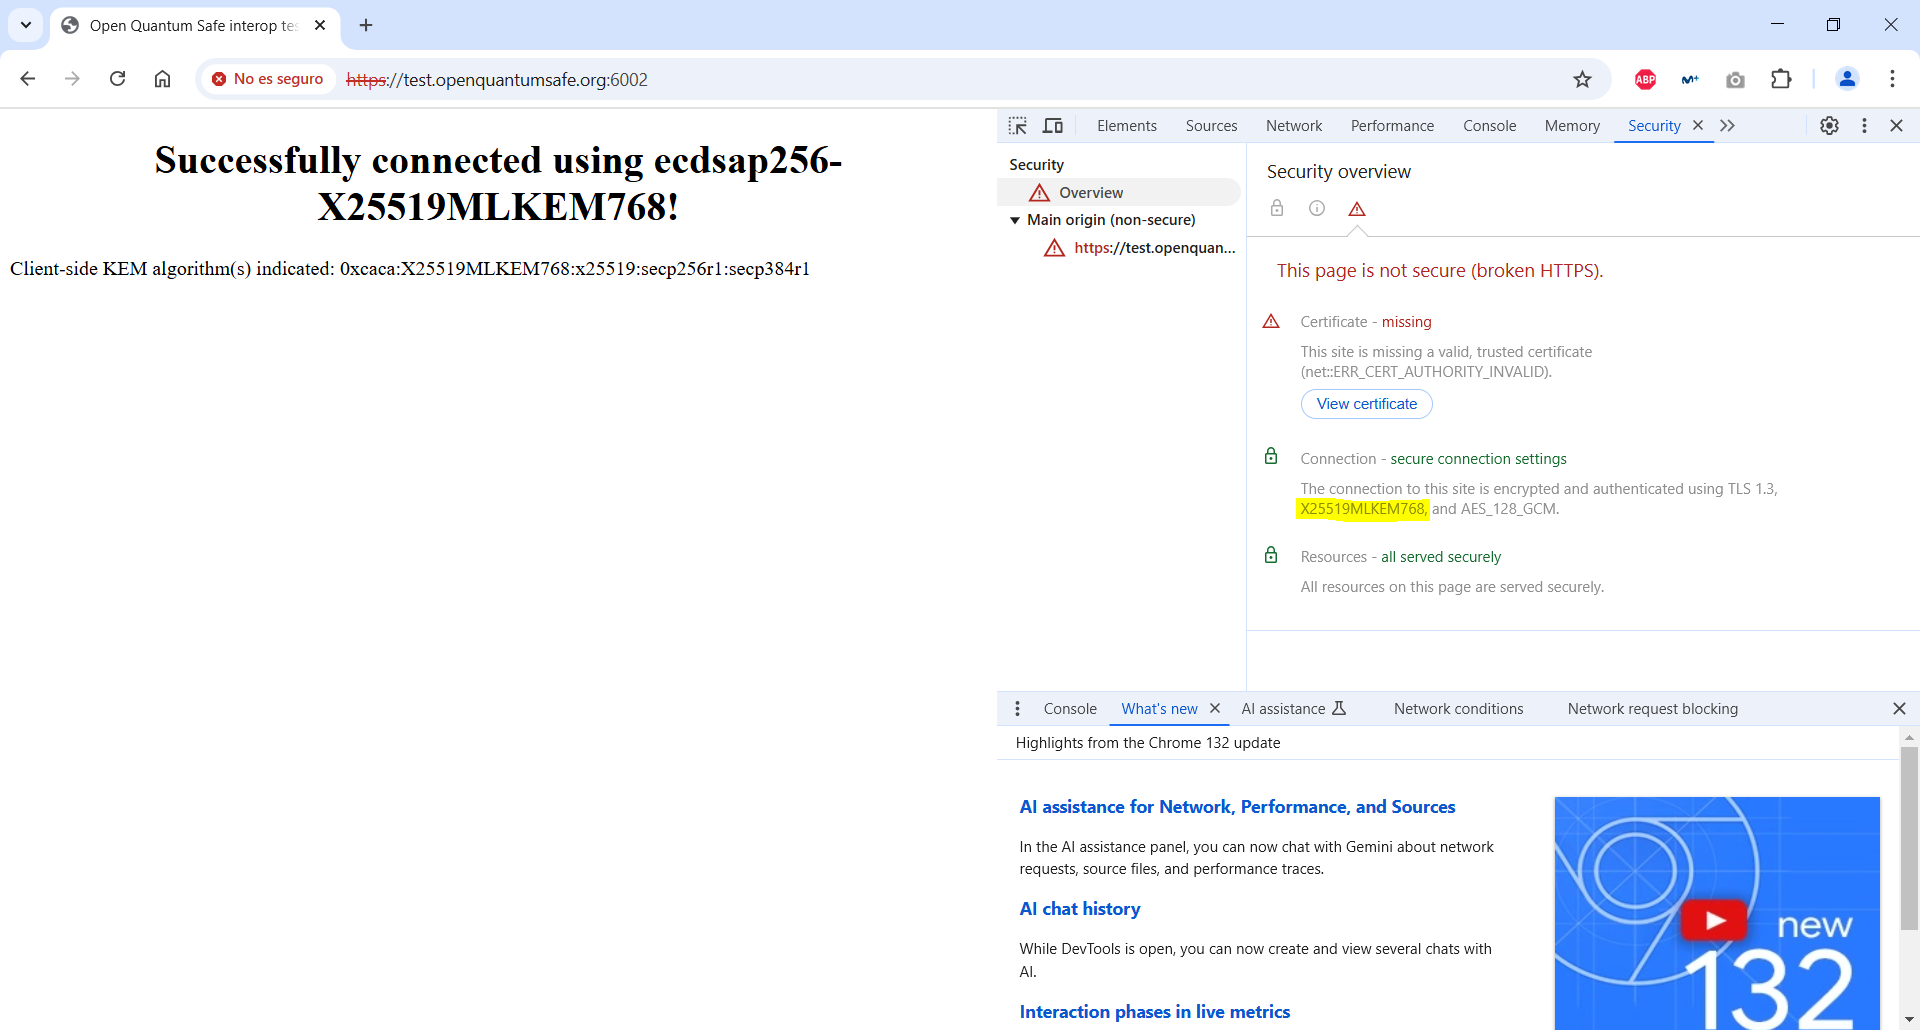 Open Quantum Safe interop tes
No es seguro
https://test.openquantumsafe.org:6002
ABP
Successfully connected using ecdsap256-
X25519MLKEM768!
Client-side KEM algorithm(s) indicated: 0xcaca:X25519MLKEM768:x25519:secp256r1:secp384r1
Elements Sources Network Performance Console Memory Security
Security
Overview
Main origin (non-secure)
https://test.openquan...
Security overview
This page is not secure (broken HTTPS).
Certificate - missing
This site is missing a valid, trusted certificate
(net::ERR_CERT_AUTHORITY_INVALID).
View certificate
Connection - secure connection settings
The connection to this site is encrypted and authenticated using TLS 1.3,
X25519MLKEM768, and AES_128_GCM.
Resources - all served securely
All resources on this page are served securely.
Console What's new AI assistance Network conditions Network request blocking
Highlights from the Chrome 132 update
AI assistance for Network, Performance, and Sources
In the AI assistance panel, you can now chat with Gemini about network
requests, source files, and performance traces.
AI chat history
While DevTools is open, you can now create and view several chats with
AI.
Interaction phases in live metrics
new
132